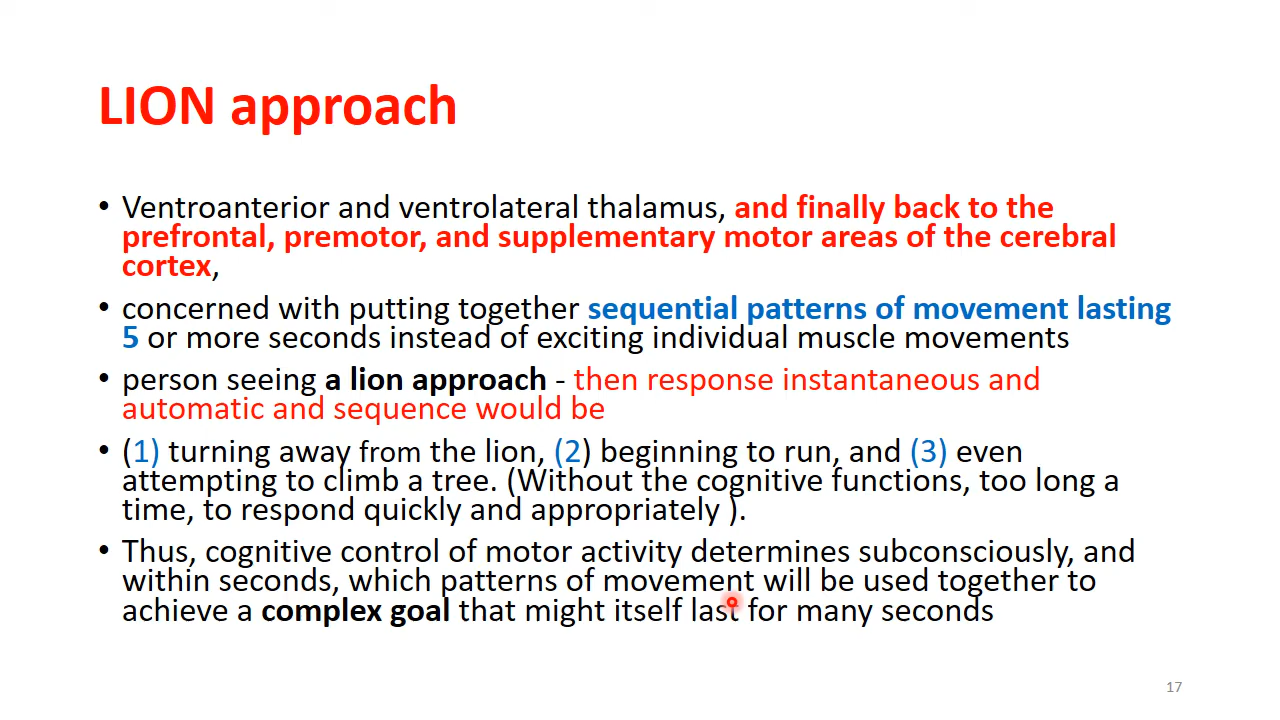 LION approach
• Ventroanterior and ventrolateral thalamus, and finally back to the
prefrontal, premotor, and supplementary motor areas of the cerebral
cortex,
• concerned with putting together sequential patterns of movement lasting
5 or more seconds instead of exciting individual muscle movements
• person seeing a lion approach - then response instantaneous and
automatic and sequence would be
• (1) turning away from the lion, (2) beginning to run, and (3) even
attempting to climb a tree. (Without the cognitive functions, too long a
time, to respond quickly and appropriately ).
• Thus, cognitive control of motor activity determines subconsciously, and
within seconds, which patterns of movement will be used together to
achieve a complex goal that might itself last for many seconds
17